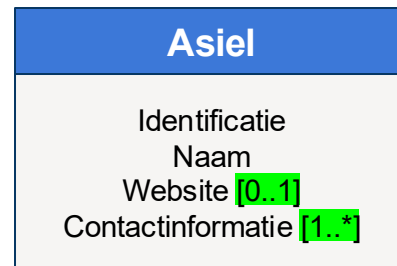 Asiel
Identificatie
Naam
Website [0..1]
Contactinformatie [1..*]